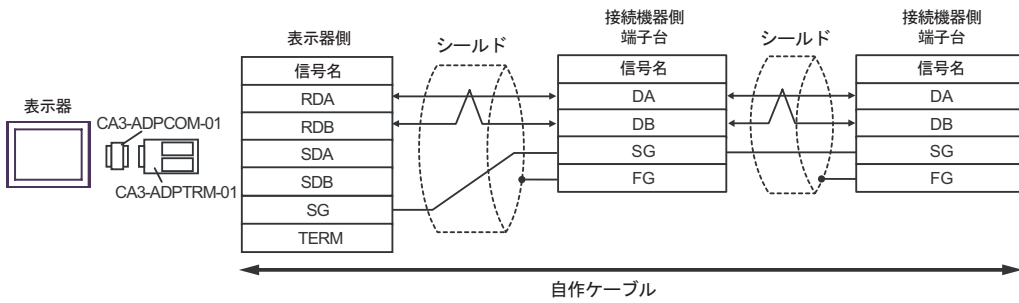 表示器
CA3-ADPCOM-01
CA3-ADPTRM-01
表示器側
信号名
RDA
RDB
SDA
SDB
SG
TERM
シールド
接続機器側
端子台
信号名
DA
DB
SG
FG
シールド
接続機器側
端子台
信号名
DA
DB
SG
FG
自作ケーブル